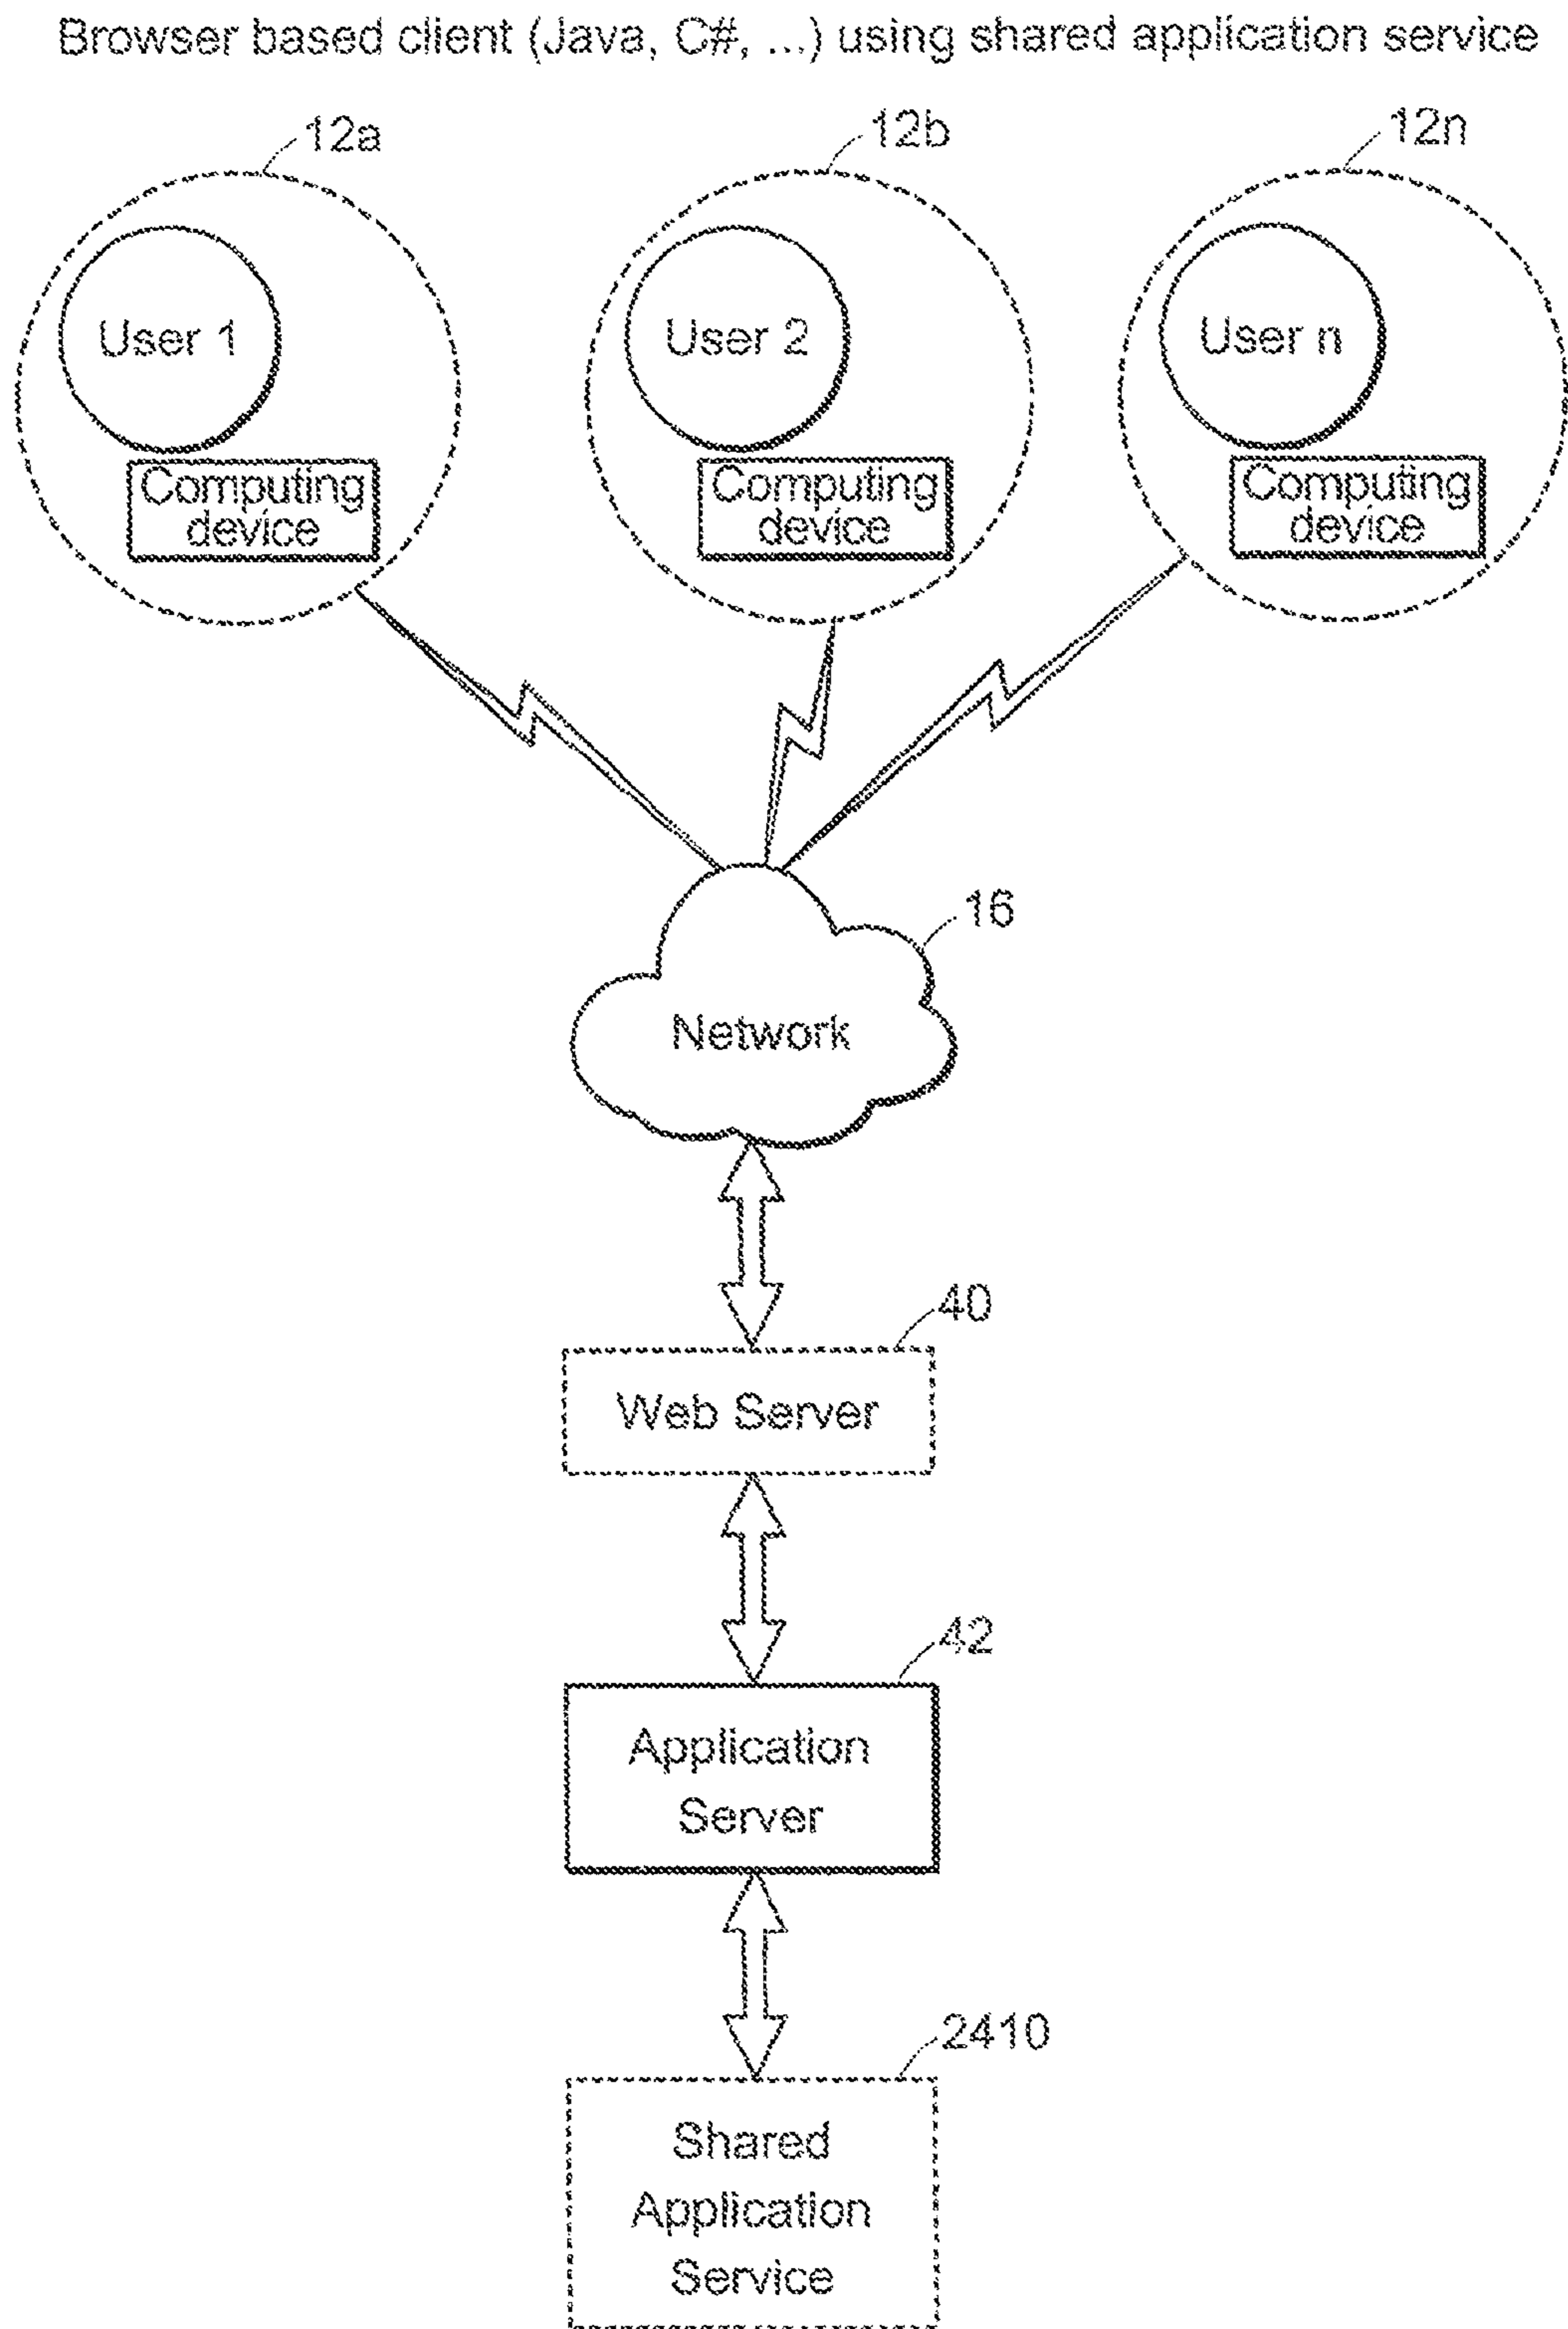 Browser based client (Java, C#, ...) using shared application service
12a
12b
12n
User 1
User 2
User n
Computing
device
Computing
device
Computing
device
16
Network
40
Web Server
42
Application
Server
2410
Shared
Application
Service